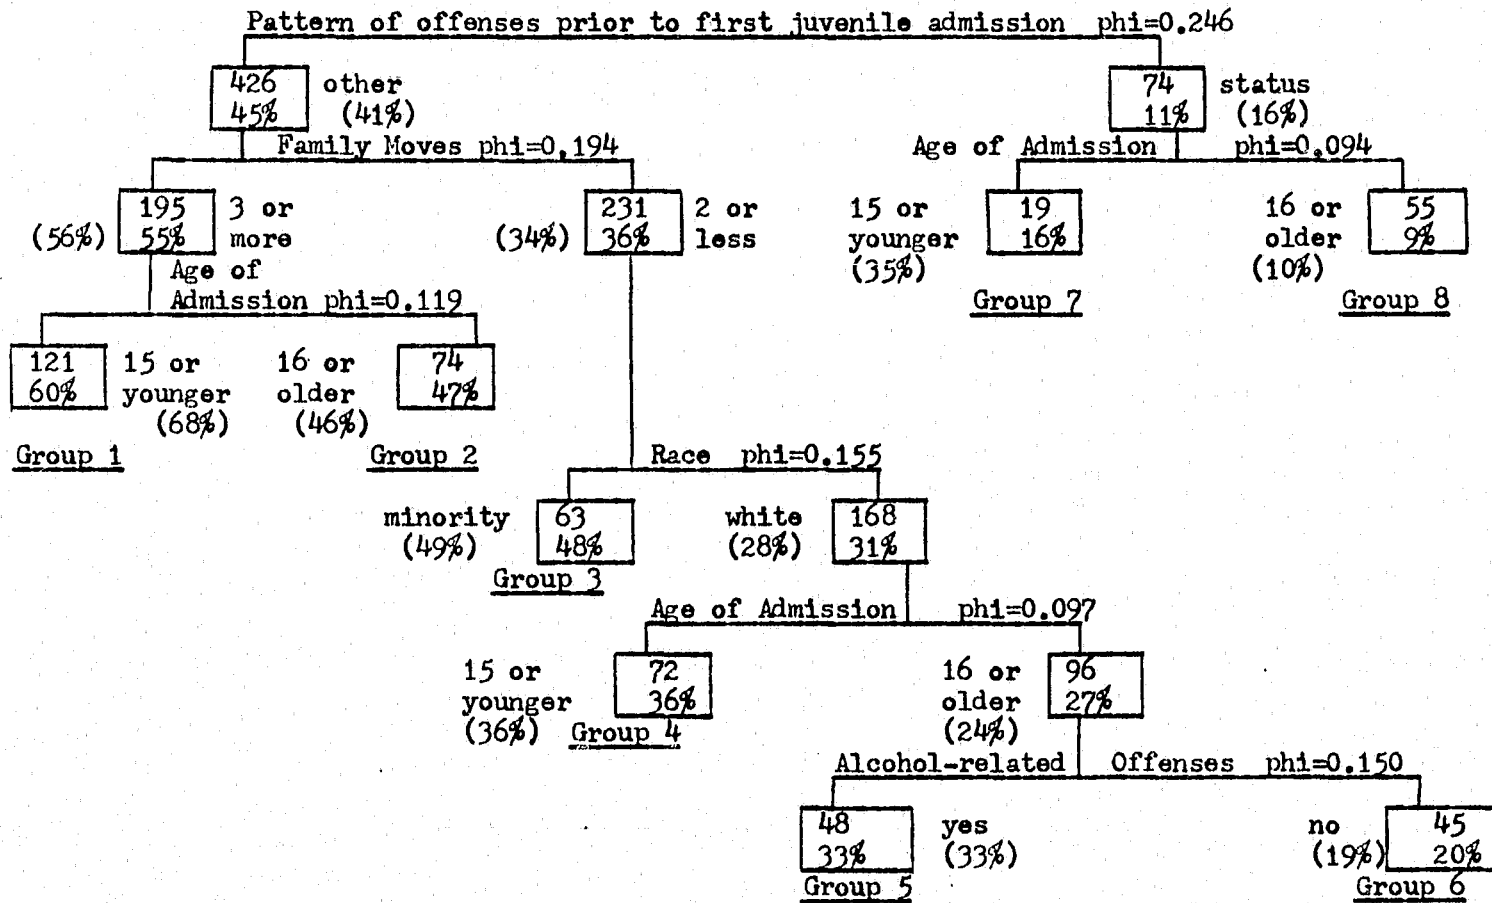 Pattern of offenses prior to first juvenile admission phi=0.246
426 other
45% (41%)
74 status
11% (16%)
Family Moves phi=0.194
Age of Admission phi=0.094
195 3 or
(56%) 55% more
231 2 or
(34%) 36% less
15 or 19
younger 16%
(35%)
Group 7
16 or 55
older 9%
(10%)
Group 8
Age of
Admission phi=0.119
121 15 or
60% younger
(68%)
Group 1
16 or 74
older 47%
(46%)
Group 2
Race phi=0.155
minority 63
(49%) 48%
Group 3
white 168
(28%) 31%
Age of Admission phi=0.097
15 or 72
younger 36%
(36%) Group 4
16 or 96
older 27%
(24%)
Alcohol-related Offenses phi=0.150
48 yes
33% (33%)
Group 5
no 45
(19%) 20%
Group 6